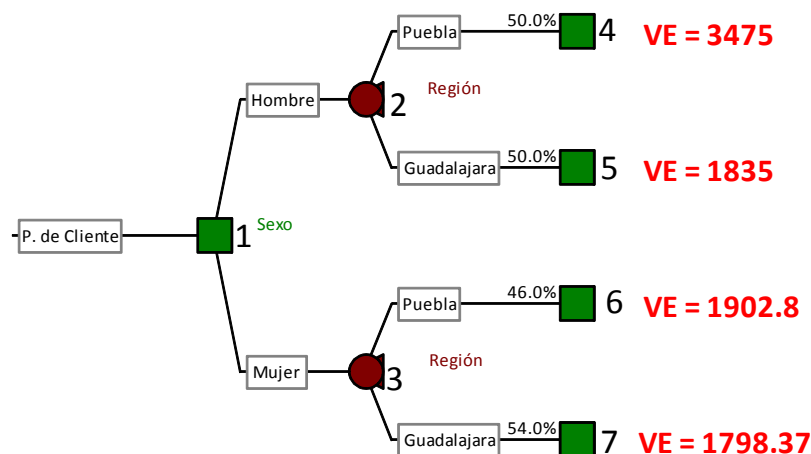 Puebla
50.0%
4
VE = 3475
Hombre
2
Región
Guadalajara
50.0%
5
VE = 1835
P. de Cliente
1
Sexo
Puebla
46.0%
6
VE = 1902.8
Mujer
3
Región
Guadalajara
54.0%
7
VE = 1798.37